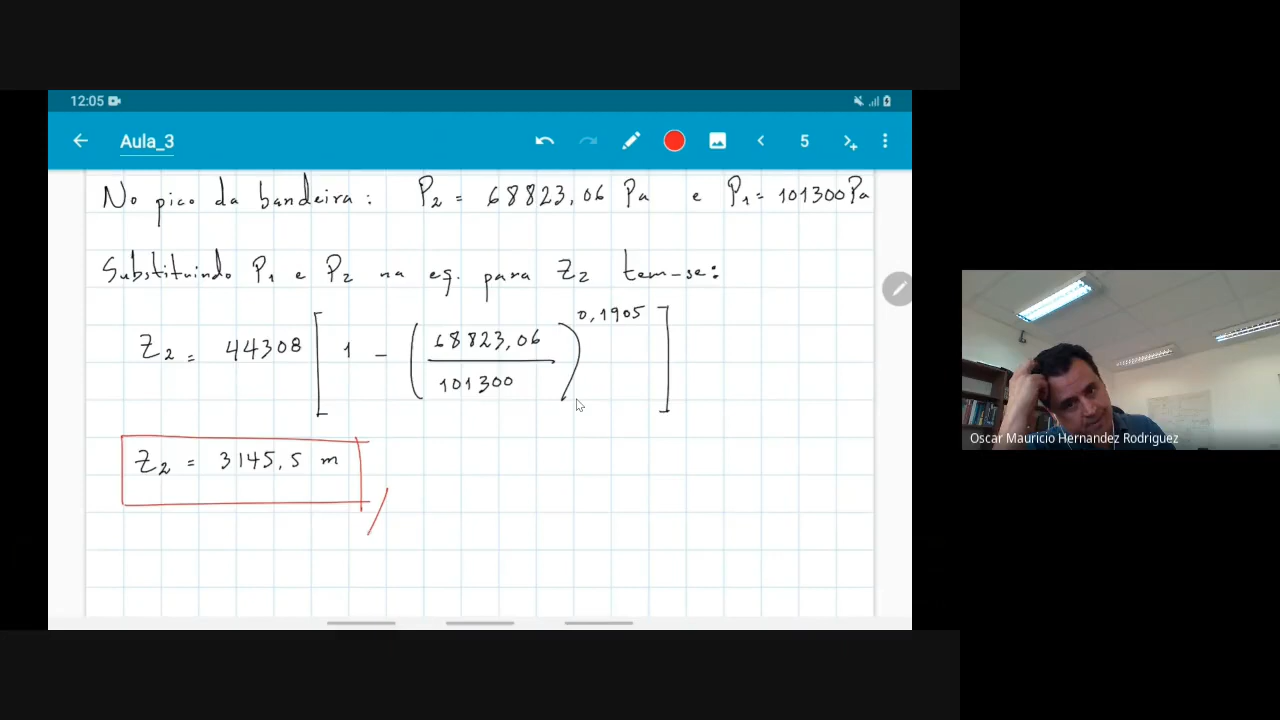 12:05
Aula_3
5
No pico da bandeira: P₂ = 68823,06 Pa e P₁ = 101300 Pa
Substituindo P₁ e P₂ na eq. para Z₂ tem-se:
Z₂ = 44308 [ 1 - ( 68823,06 / 101300 )^0,1905 ]
Z₂ = 3145,5 m
Oscar Mauricio Hernandez Rodriguez